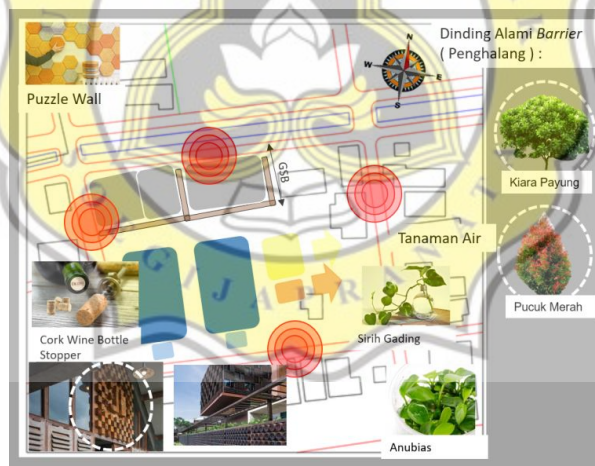 Dinding Alami Barrier
( Penghalang ) :
N
W
E
S
Puzzle Wall
GSB
Kiara Payung
Tanaman Air
Pucuk Merah
Cork Wine Bottle
Stopper
Sirih Gading
Anubias
GIJAPRANAT